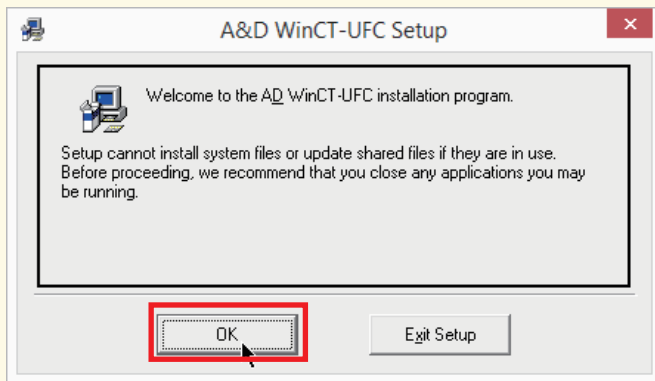 A&D WinCT-UFC Setup
Welcome to the AD WinCT-UFC installation program.
Setup cannot install system files or update shared files if they are in use.
Before proceeding, we recommend that you close any applications you may
be running.
OK
Exit Setup